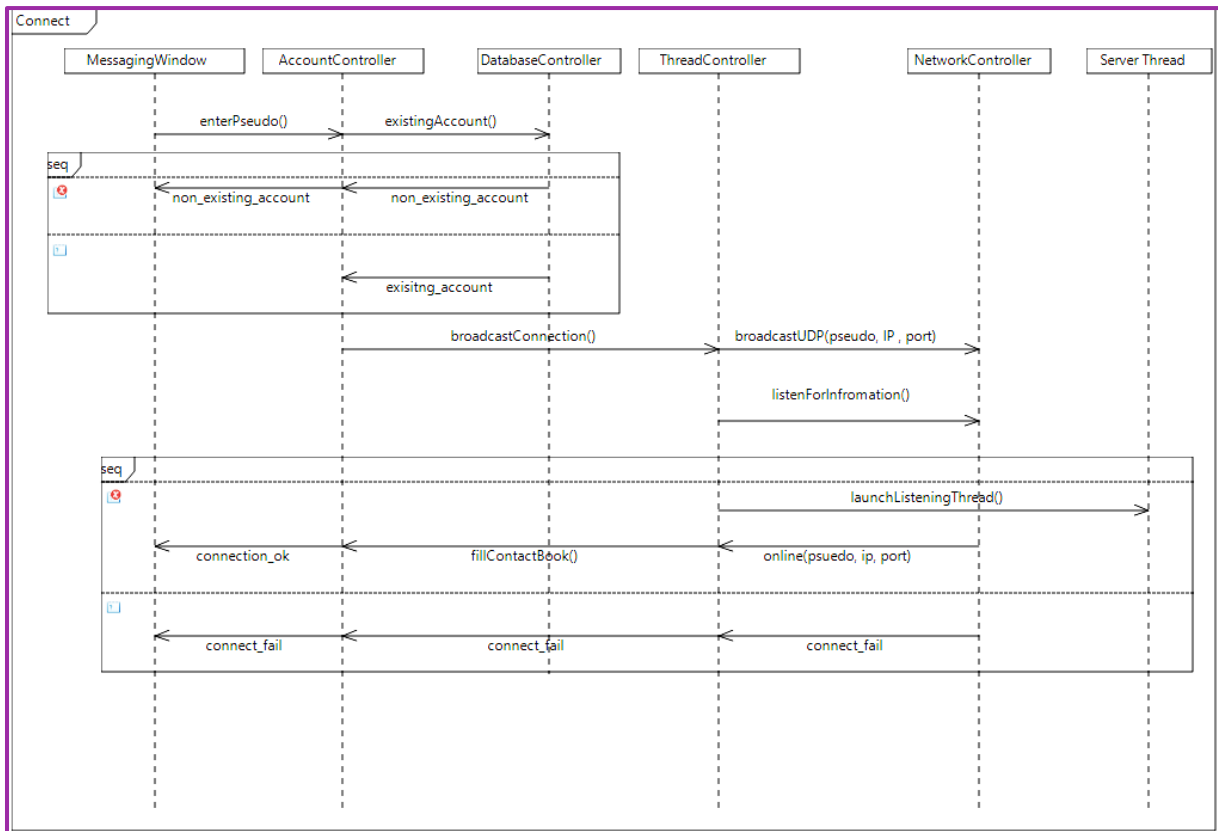 Connect
MessagingWindow
AccountController
DatabaseController
ThreadController
NetworkController
Server Thread
enterPseudo()
existingAccount()
seq
non_existing_account
non_existing_account
exisitng_account
broadcastConnection()
broadcastUDP(pseudo, IP , port)
listenForInfromation()
seq
launchListeningThread()
connection_ok
fillContactBook()
online(psuedo, ip, port)
connect_fail
connect_fail
connect_fail